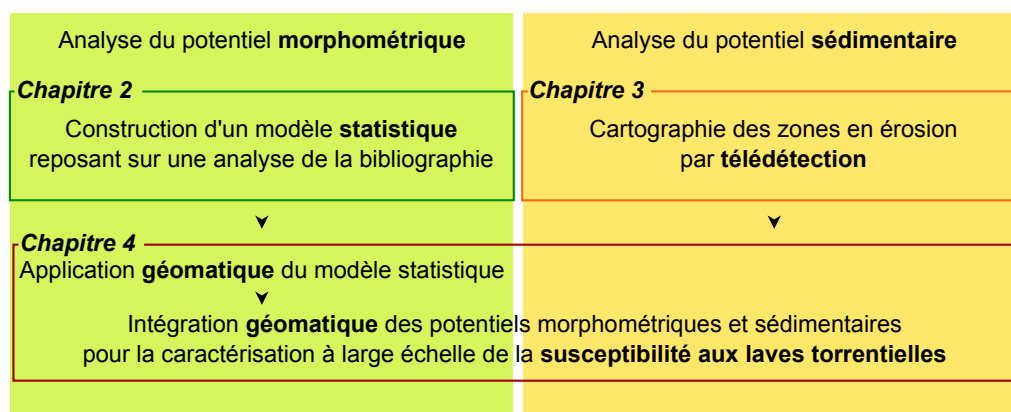 Analyse du potentiel morphométrique
Analyse du potentiel sédimentaire
Chapitre 2
Construction d'un modèle statistique
reposant sur une analyse de la bibliographie
Chapitre 3
Cartographie des zones en érosion
par télédétection
Chapitre 4
Application géomatique du modèle statistique
Intégration géomatique des potentiels morphométriques et sédimentaires
pour la caractérisation à large échelle de la susceptibilité aux laves torrentielles